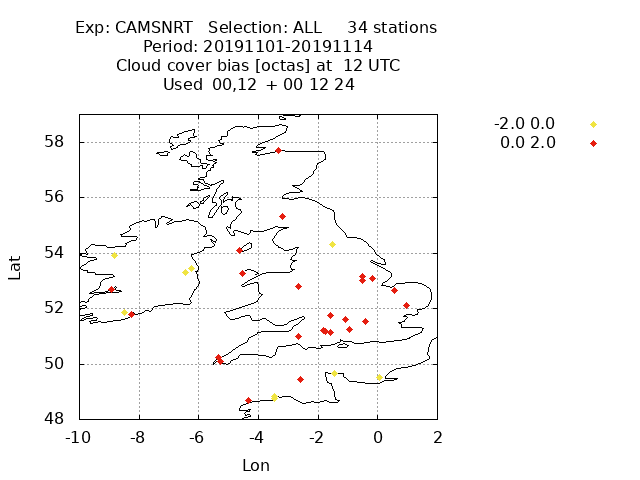 Exp: CAMSNRT Selection: ALL 34 stations
Period: 20191101-20191114
Cloud cover bias [octas] at 12 UTC
Used 00,12 + 00 12 24
-2.0 0.0
0.0 2.0
58
56
54
52
50
48
Lat
-10 -8 -6 -4 -2 0 2
Lon